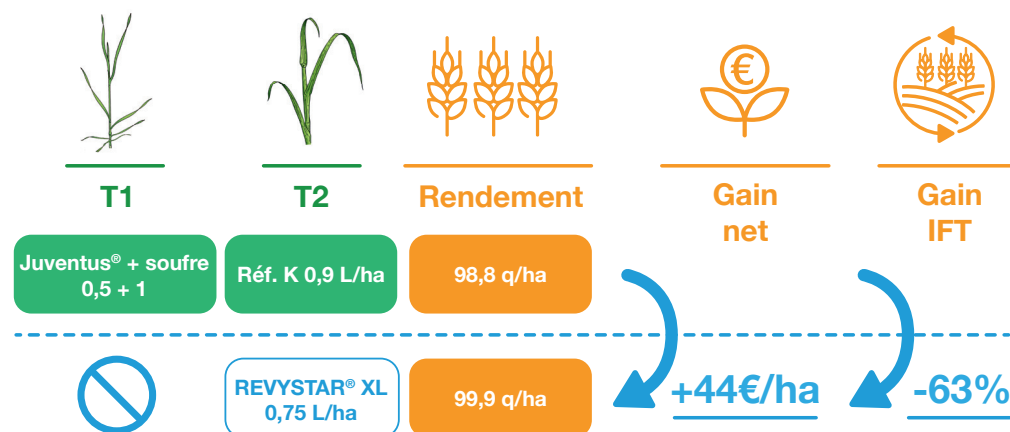 €
T1
T2
Rendement
Gain
net
Gain
IFT
Juventus® + soufre
0,5 + 1
Réf. K 0,9 L/ha
98,8 q/ha
REVYSTAR® XL
0,75 L/ha
99,9 q/ha
+44€/ha
-63%